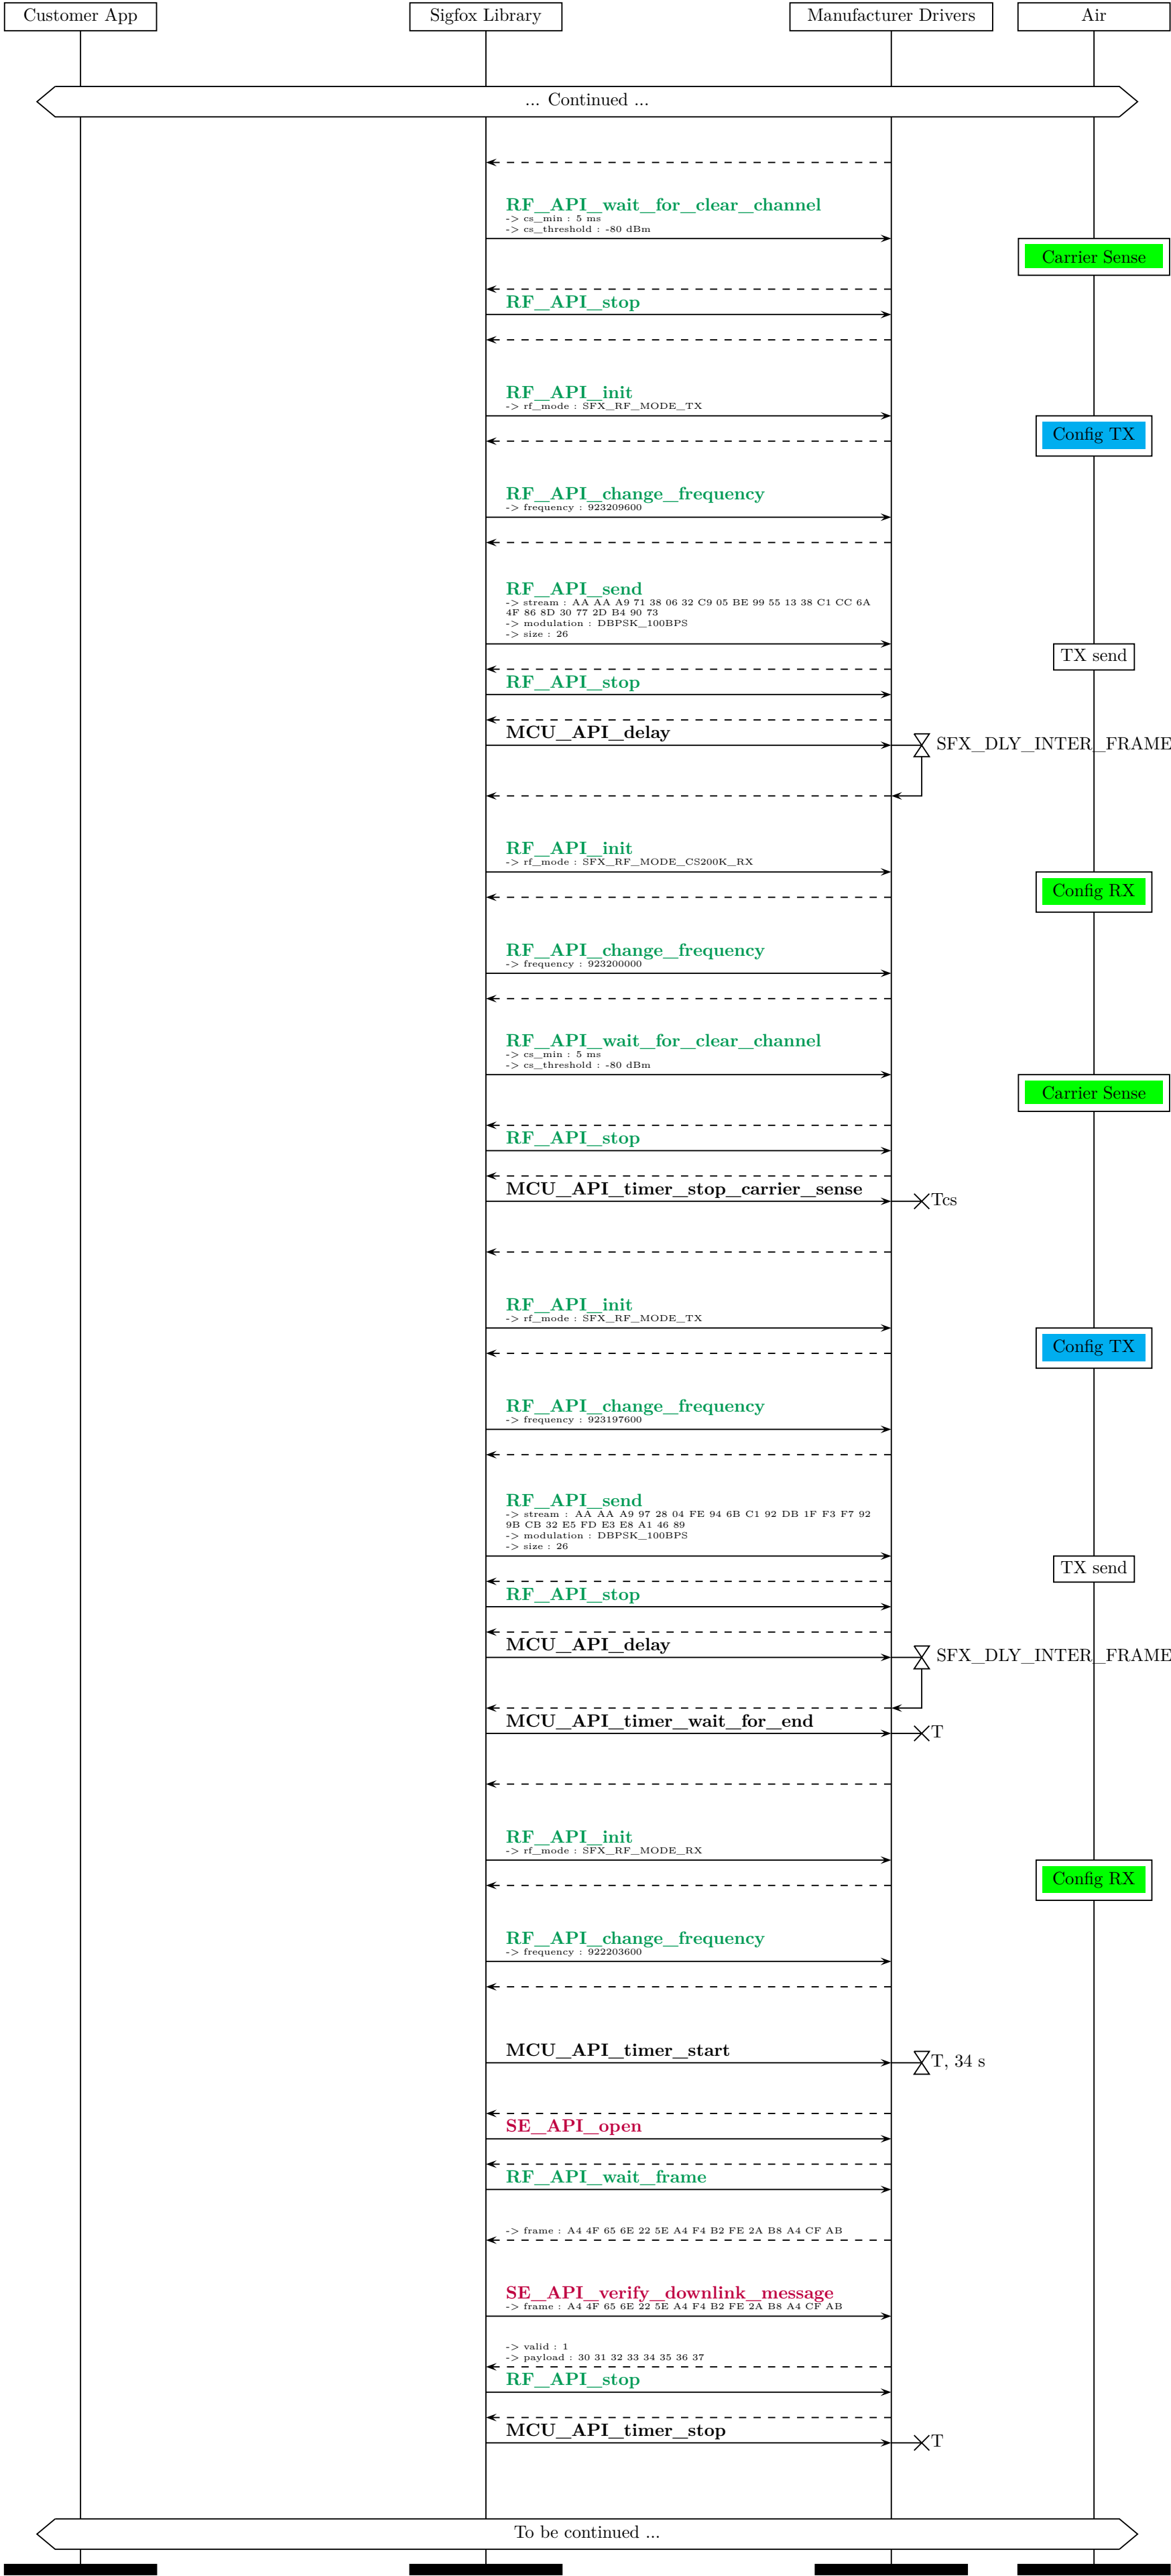 Customer App
Sigfox Library
Manufacturer Drivers
Air
... Continued ...
RF_API_wait_for_clear_channel
-> cs_min : 5 ms
-> cs_threshold : -80 dBm
Carrier Sense
RF_API_stop
RF_API_init
-> rf_mode : SFX_RF_MODE_TX
Config TX
RF_API_change_frequency
-> frequency : 923209600
RF_API_send
-> stream : AA AA A9 71 38 06 32 C9 05 BE 99 55 13 38 C1 CC 6A
4F 86 8D 30 77 2D B4 90 73
-> modulation : DBPSK_100BPS
-> size : 26
TX send
RF_API_stop
MCU_API_delay
SFX_DLY_INTER_FRAME
RF_API_init
-> rf_mode : SFX_RF_MODE_CS200K_RX
Config RX
RF_API_change_frequency
-> frequency : 923200000
RF_API_wait_for_clear_channel
-> cs_min : 5 ms
-> cs_threshold : -80 dBm
Carrier Sense
RF_API_stop
MCU_API_timer_stop_carrier_sense
Tcs
RF_API_init
-> rf_mode : SFX_RF_MODE_TX
Config TX
RF_API_change_frequency
-> frequency : 923197600
RF_API_send
-> stream : AA AA A9 97 28 04 FE 94 6B C1 92 DB 1F F3 F7 92
9B CB 32 E5 FD E3 E8 A1 46 89
-> modulation : DBPSK_100BPS
-> size : 26
TX send
RF_API_stop
MCU_API_delay
SFX_DLY_INTER_FRAME
MCU_API_timer_wait_for_end
T
RF_API_init
-> rf_mode : SFX_RF_MODE_RX
Config RX
RF_API_change_frequency
-> frequency : 922203600
MCU_API_timer_start
T, 34 s
SE_API_open
RF_API_wait_frame
-> frame : A4 4F 65 6E 22 5E A4 F4 B2 FE 2A B8 A4 CF AB
SE_API_verify_downlink_message
-> frame : A4 4F 65 6E 22 5E A4 F4 B2 FE 2A B8 A4 CF AB
-> valid : 1
-> payload : 30 31 32 33 34 35 36 37
RF_API_stop
MCU_API_timer_stop
T
To be continued ...